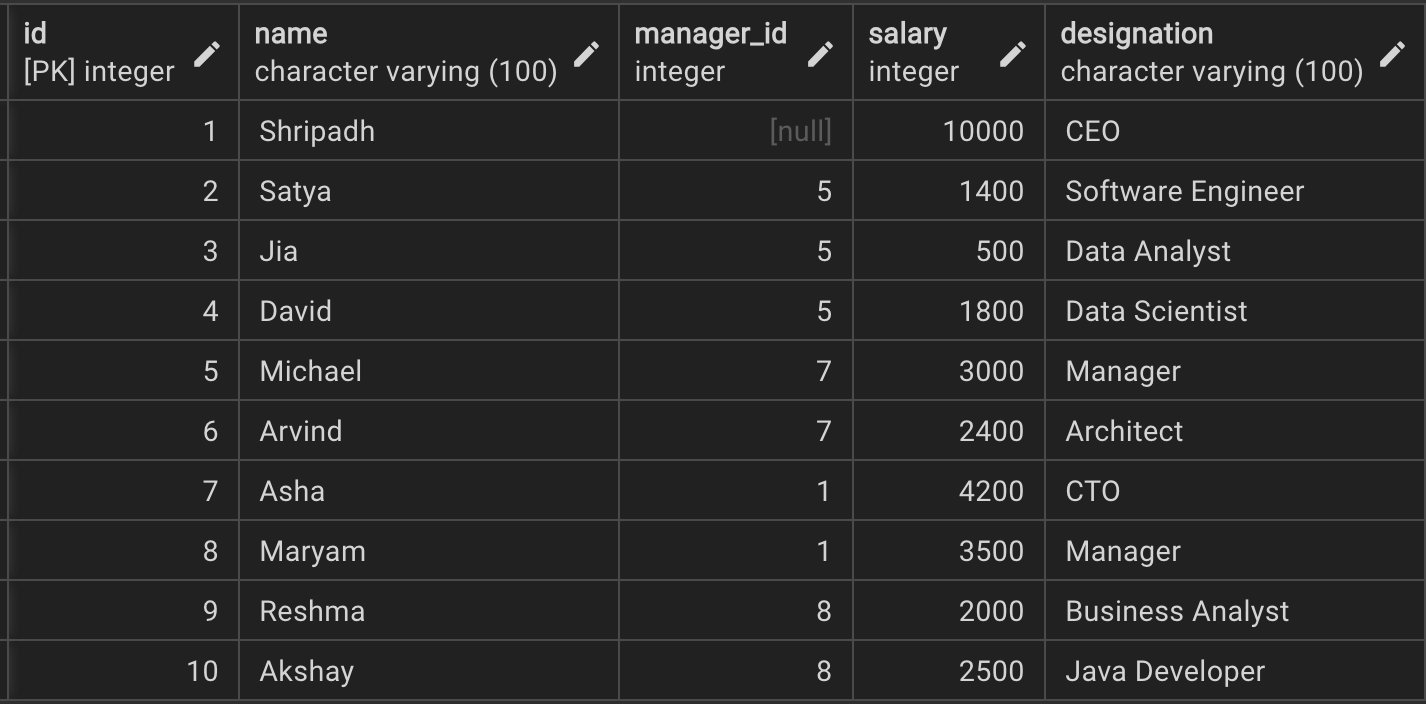 id name manager_id salary designation
[PK] integer character varying (100) integer integer character varying (100)
1 Shripadh [null] 10000 CEO
2 Satya 5 1400 Software Engineer
3 Jia 5 500 Data Analyst
4 David 5 1800 Data Scientist
5 Michael 7 3000 Manager
6 Arvind 7 2400 Architect
7 Asha 1 4200 CTO
8 Maryam 1 3500 Manager
9 Reshma 8 2000 Business Analyst
10 Akshay 8 2500 Java Developer